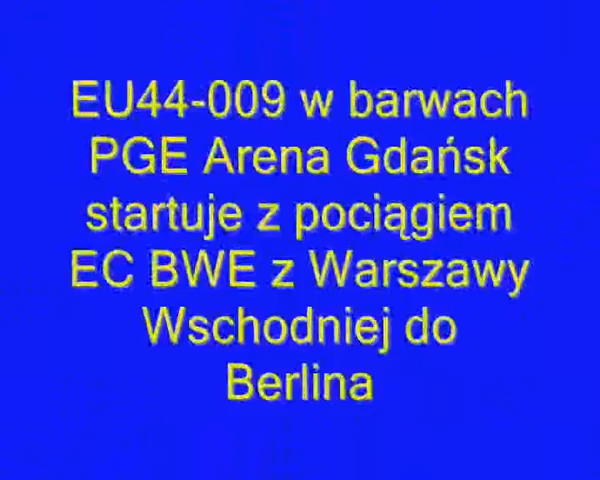 EU44-009 w barwach
PGE Arena Gdańsk
startuje z pociągiem
EC BWE z Warszawy
Wschodniej do
Berlina